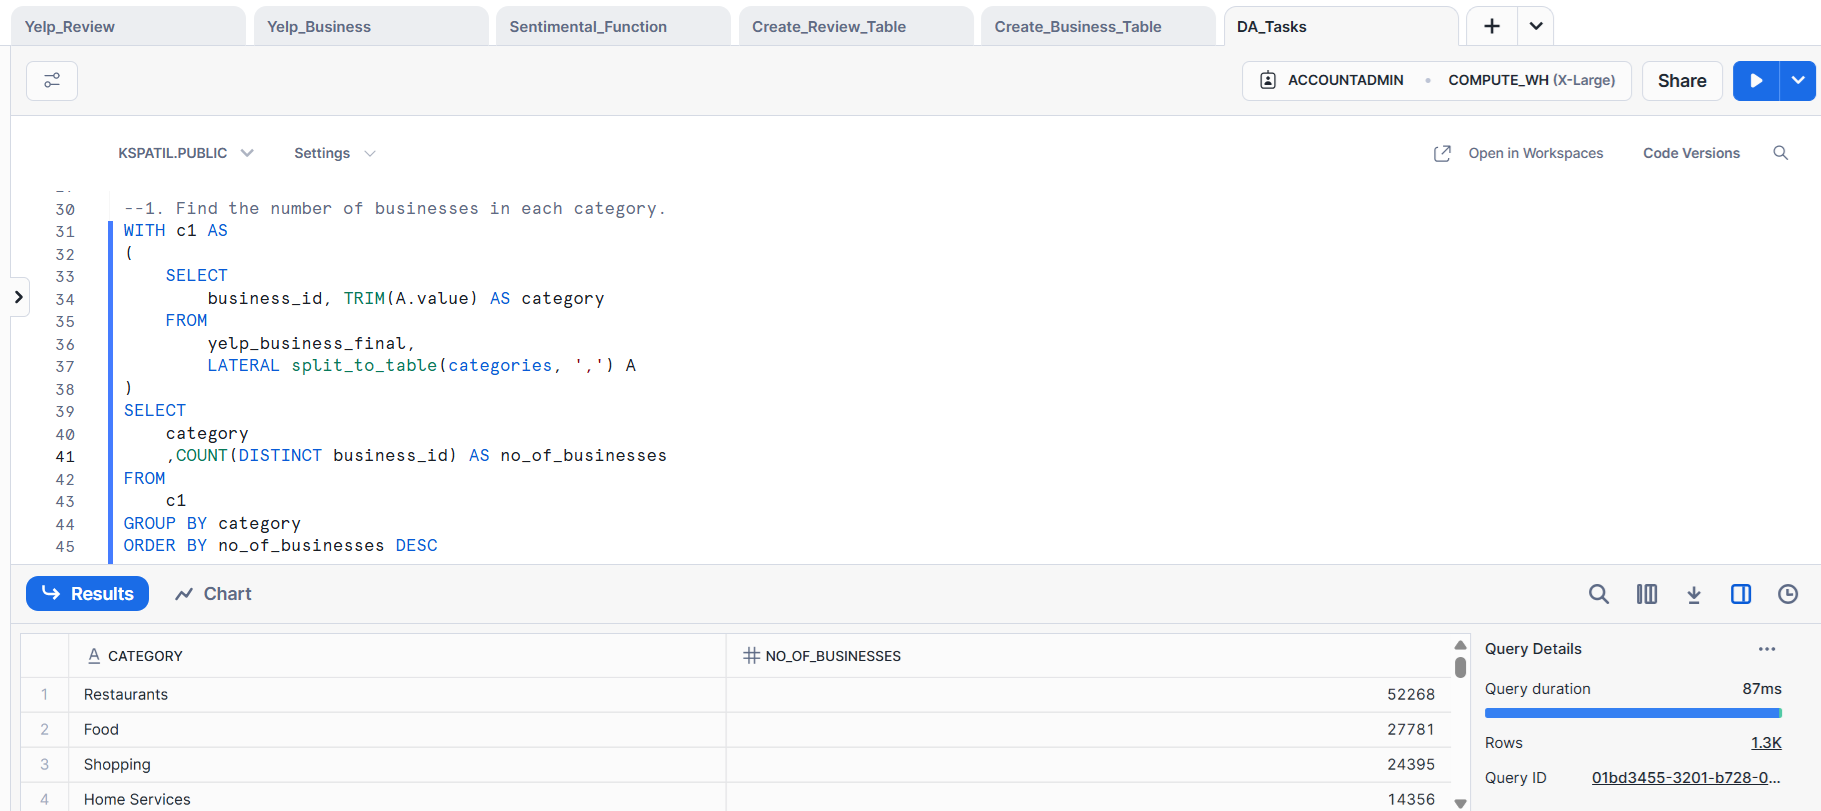 Yelp_Review Yelp_Business Sentimental_Function Create_Review_Table Create_Business_Table DA_Tasks
ACCOUNTADMIN COMPUTE_WH (X-Large) Share
KSPATIL.PUBLIC Settings Open in Workspaces Code Versions
30 --1. Find the number of businesses in each category.
31 WITH c1 AS
32 (
33 SELECT
34 business_id, TRIM(A.value) AS category
35 FROM
36 yelp_business_final,
37 LATERAL split_to_table(categories, ',') A
38 )
39 SELECT
40 category
41 ,COUNT(DISTINCT business_id) AS no_of_businesses
42 FROM
43 c1
44 GROUP BY category
45 ORDER BY no_of_businesses DESC
Results Chart
CATEGORY NO_OF_BUSINESSES
1 Restaurants 52268
2 Food 27781
3 Shopping 24395
4 Home Services 14356
Query Details
Query duration 87ms
Rows 1.3K
Query ID 01bd3455-3201-b728-0...